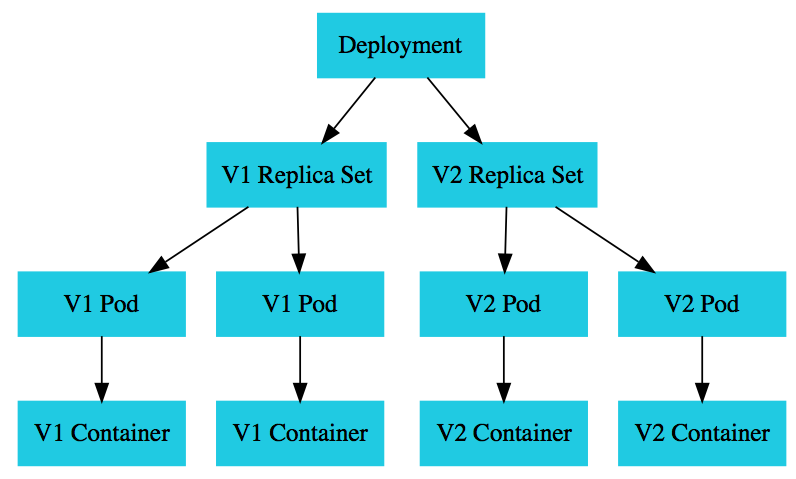 Deployment
V1 Replica Set
V2 Replica Set
V1 Pod
V1 Pod
V2 Pod
V2 Pod
V1 Container
V1 Container
V2 Container
V2 Container